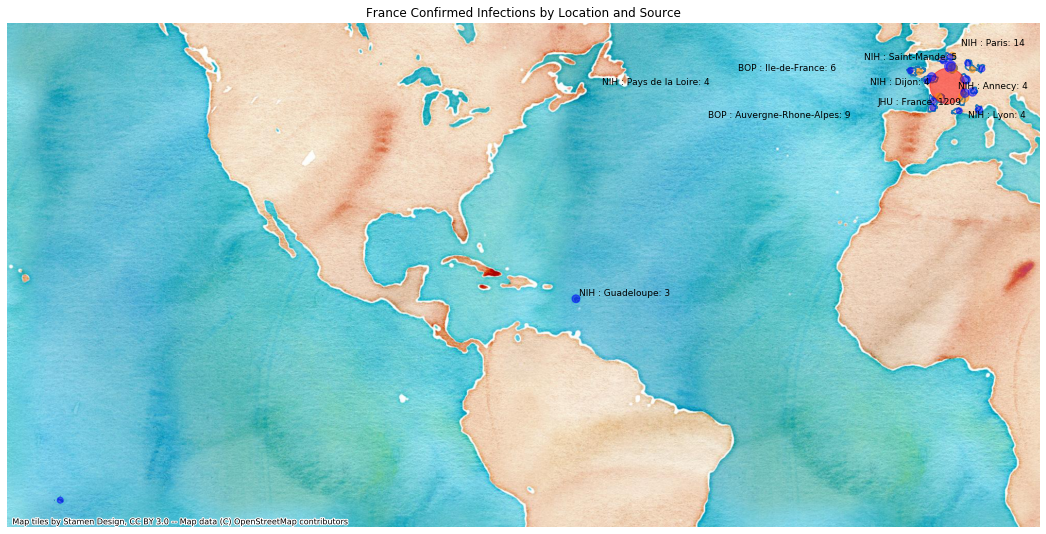 France Confirmed Infections by Location and Source
NIH : Paris: 14
NIH : Saint-Mande: 5
BOP : Ile-de-France: 6
NIH : Pays de la Loire: 4
NIH : Dijon: 4
NIH : Annecy: 4
JHU : France: 1209
BOP : Auvergne-Rhone-Alpes: 9
NIH : Lyon: 4
NIH : Guadeloupe: 3
Map tiles by Stamen Design, CC BY 3.0 -- Map data (C) OpenStreetMap contributors